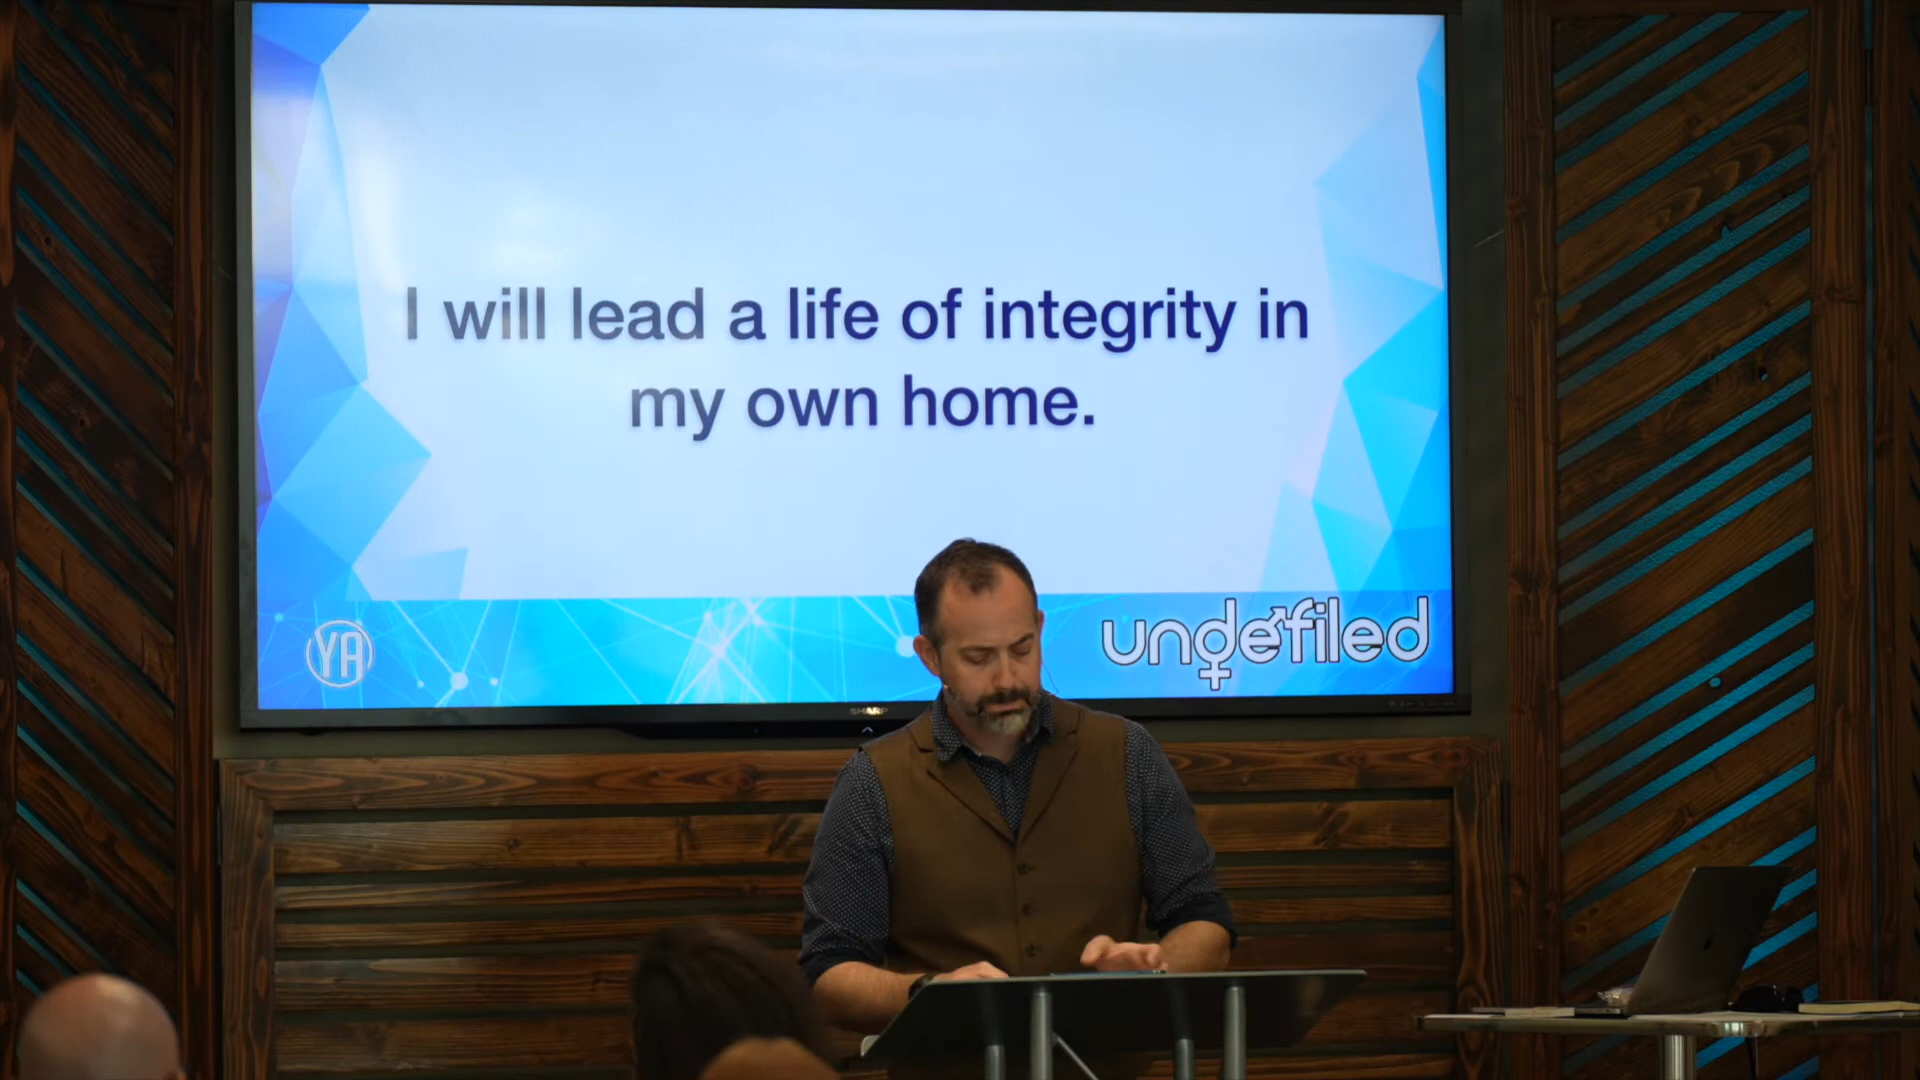 I will lead a life of integrity in
my own home.
YA
undefiled
SHARP